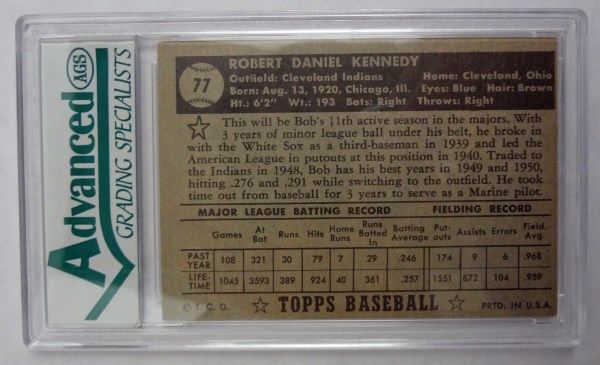 Advanced
AGS
GRADING SPECIALISTS
77
ROBERT DANIEL KENNEDY
Outfield: Cleveland Indians Home: Cleveland, Ohio
Born: Aug. 13, 1920, Chicago, Ill. Eyes: Blue Hair: Brown
Ht.: 6'2" Wt.: 193 Bats: Right Throws: Right
This will be Bob's 11th active season in the majors. With
3 years of minor league ball under his belt, he broke in
with the White Sox as a third-baseman in 1939 and led the
American League in putouts at this position in 1940. Traded to
the Indians in 1948, Bob has his best years in 1949 and 1950,
hitting .276 and .291 while switching to the outfield. He took
time out from baseball for 3 years to serve as a Marine pilot.
MAJOR LEAGUE BATTING RECORD FIELDING RECORD
Games At Bat Runs Hits Home Runs Runs Batted In Batting Average Put-outs Assists Errors Field. Avg.
PAST YEAR 108 321 30 79 7 29 .246 174 9 6 .968
LIFE-TIME 1045 3593 389 924 40 361 .257 1551 872 104 .959
© T.C.G. TOPPS BASEBALL PRTD. IN U.S.A.